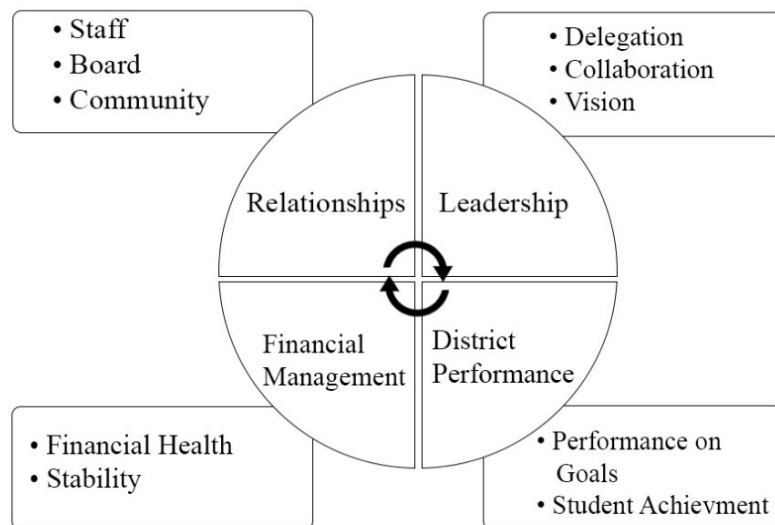 • Staff
• Board
• Community
• Delegation
• Collaboration
• Vision
Relationships
Leadership
Financial
Management
District
Performance
• Financial Health
• Stability
• Performance on
Goals
• Student Achievment